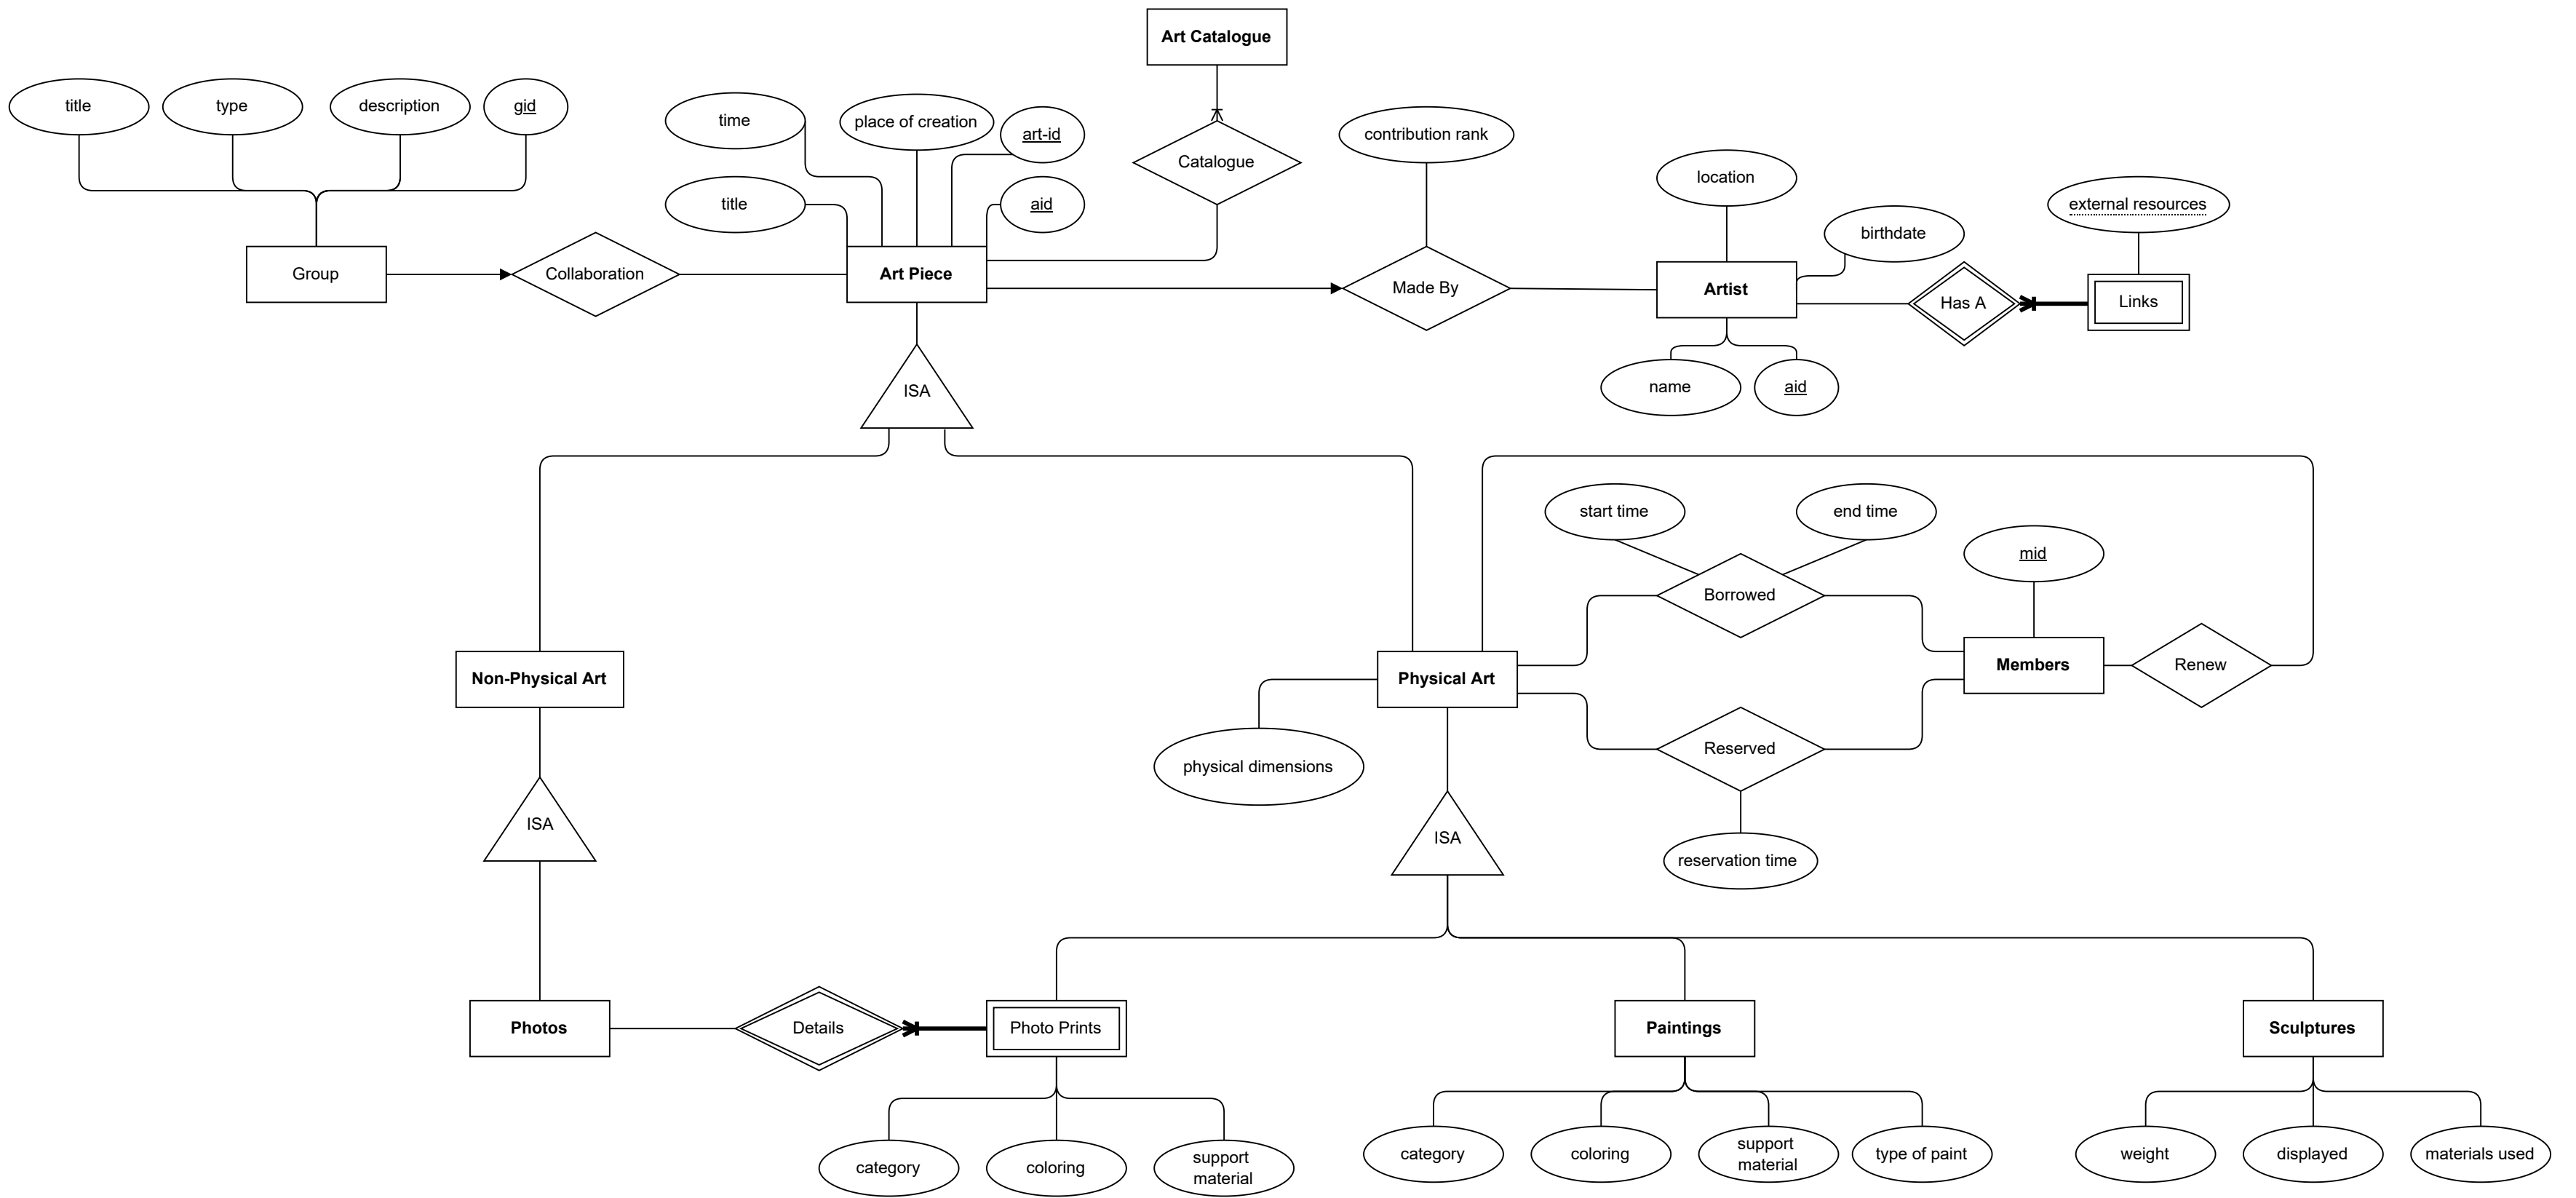 Art Catalogue
title
type
description
gid
time
place of creation
art-id
contribution rank
Catalogue
location
title
aid
external resources
birthdate
Group
Collaboration
Art Piece
Made By
Artist
Has A
Links
ISA
name
aid
start time
end time
mid
Borrowed
Non-Physical Art
Physical Art
Members
Renew
Reserved
physical dimensions
ISA
ISA
reservation time
Photos
Details
Photo Prints
Paintings
Sculptures
category
coloring
support
material
category
coloring
support
material
type of paint
weight
displayed
materials used